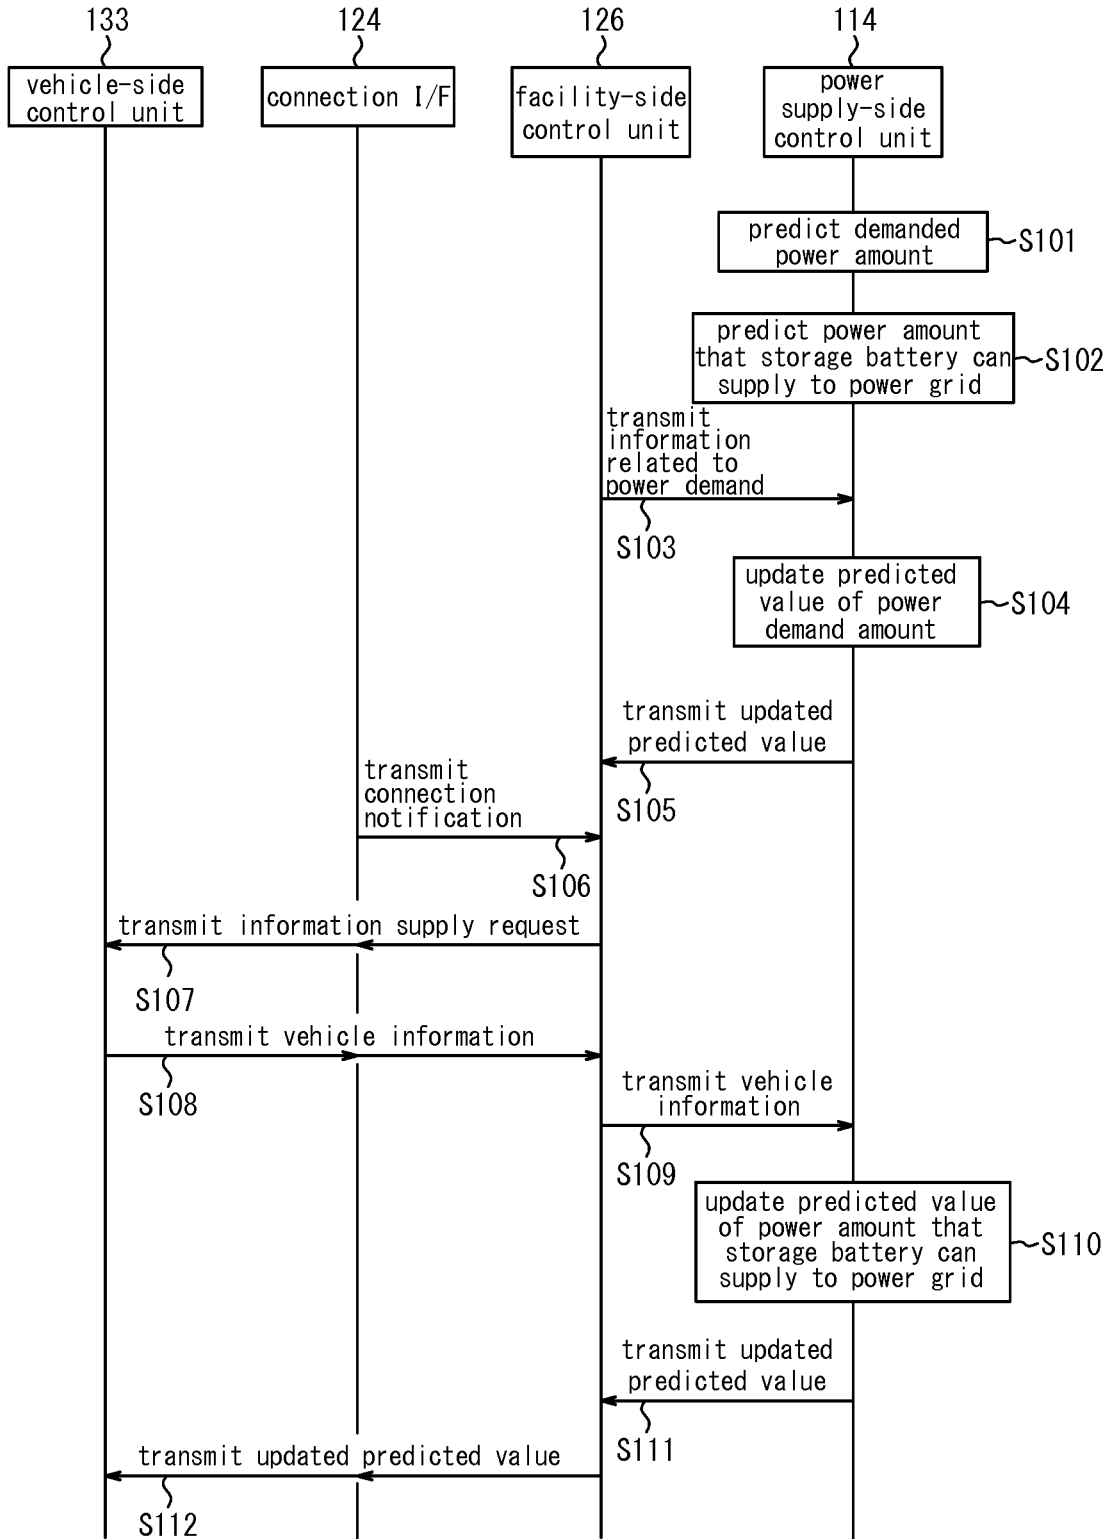 133
124
126
114
vehicle-side
control unit
connection I/F
facility-side
control unit
power
supply-side
control unit
predict demanded
power amount
S101
predict power amount
that storage battery can
supply to power grid
S102
transmit
information
related to
power demand
S103
update predicted
value of power
demand amount
S104
transmit updated
predicted value
S105
transmit
connection
notification
S106
transmit information supply request
S107
transmit vehicle information
S108
transmit vehicle
information
S109
update predicted value
of power amount that
storage battery can
supply to power grid
S110
transmit updated
predicted value
S111
transmit updated predicted value
S112